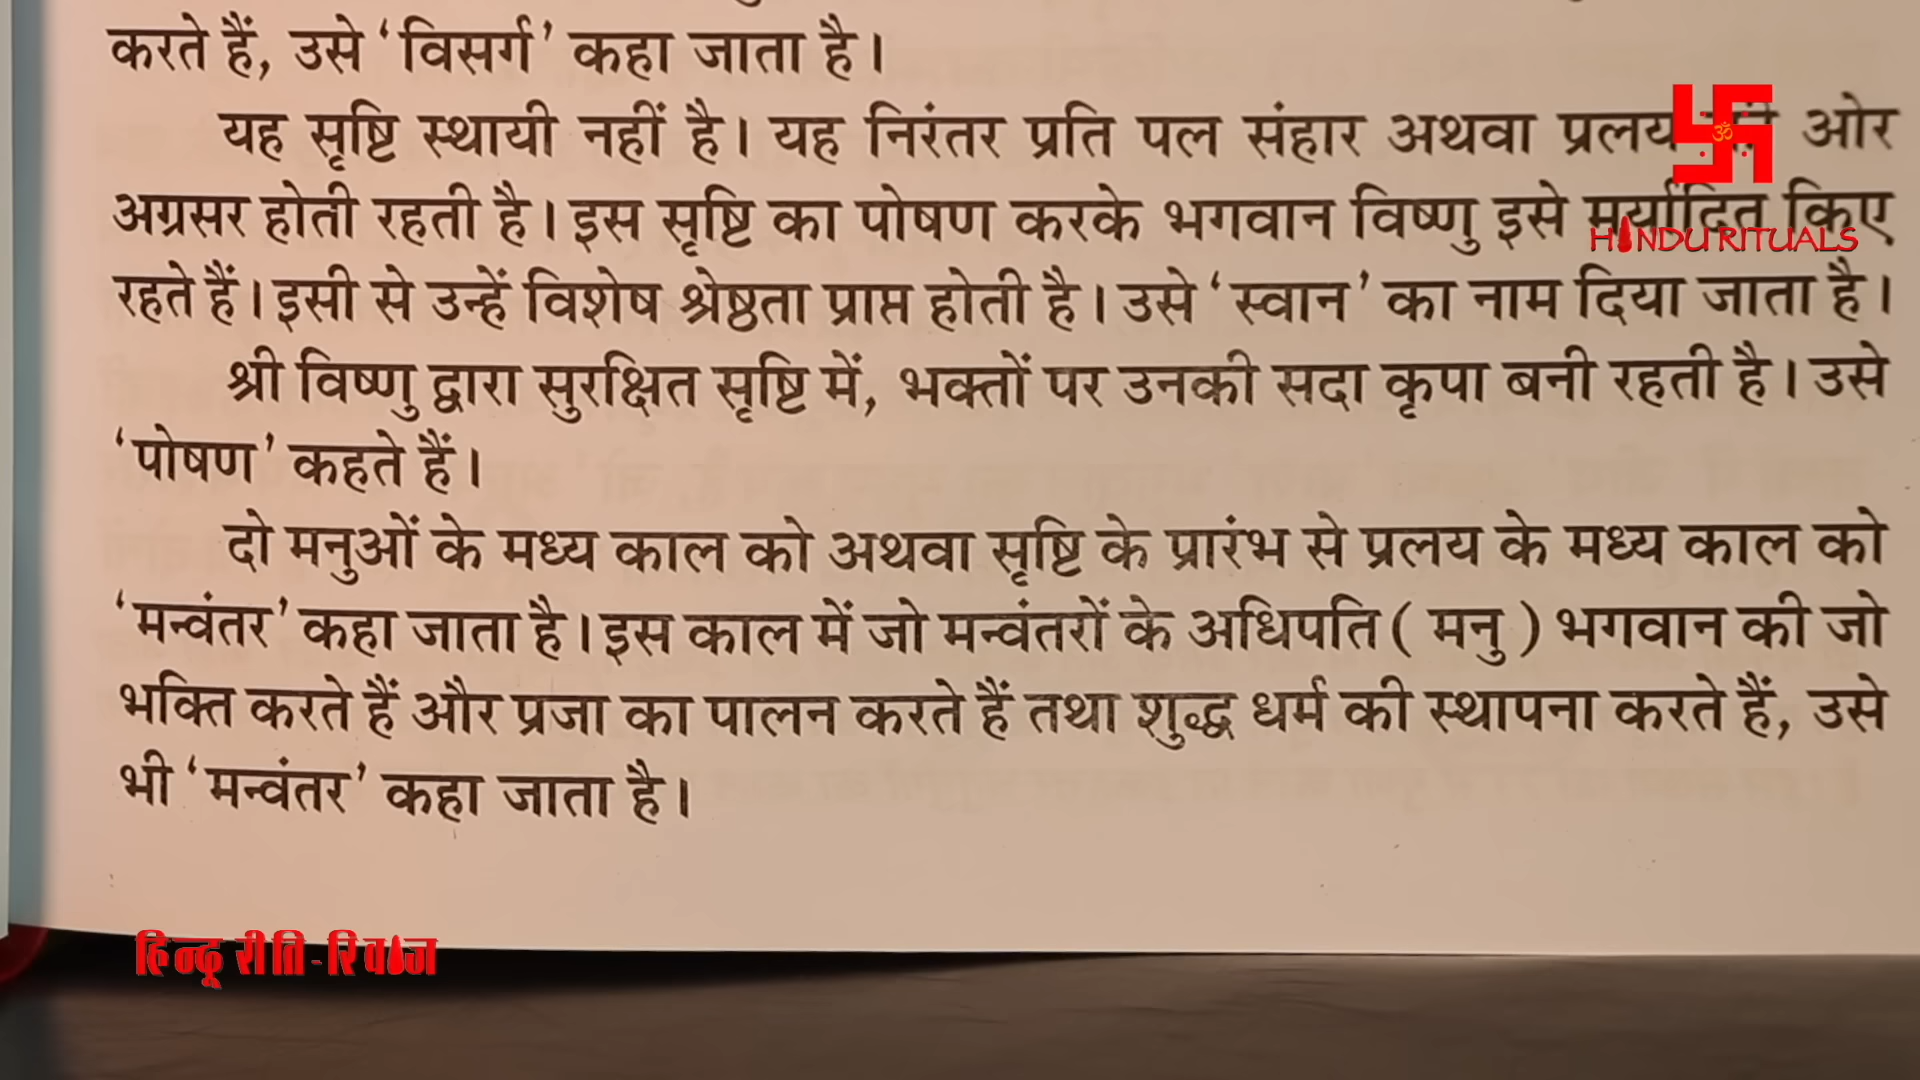 करते हैं, उसे ‘विसर्ग’ कहा जाता है।
यह सृष्टि स्थायी नहीं है। यह निरंतर प्रति पल संहार अथवा प्रलय ओर
अग्रसर होती रहती है। इस सृष्टि का पोषण करके भगवान विष्णु इसे मर्यादित किए
HINDU RITUALS
रहते हैं। इसी से उन्हें विशेष श्रेष्ठता प्राप्त होती है। उसे ‘स्वान’ का नाम दिया जाता है।
श्री विष्णु द्वारा सुरक्षित सृष्टि में, भक्तों पर उनकी सदा कृपा बनी रहती है। उसे
‘पोषण’ कहते हैं।
दो मनुओं के मध्य काल को अथवा सृष्टि के प्रारंभ से प्रलय के मध्य काल को
‘मन्वंतर’ कहा जाता है। इस काल में जो मन्वंतरों के अधिपति ( मनु ) भगवान की जो
भक्ति करते हैं और प्रजा का पालन करते हैं तथा शुद्ध धर्म की स्थापना करते हैं, उसे
भी ‘मन्वंतर’ कहा जाता है।
हिन्दू रीति-रिवाज